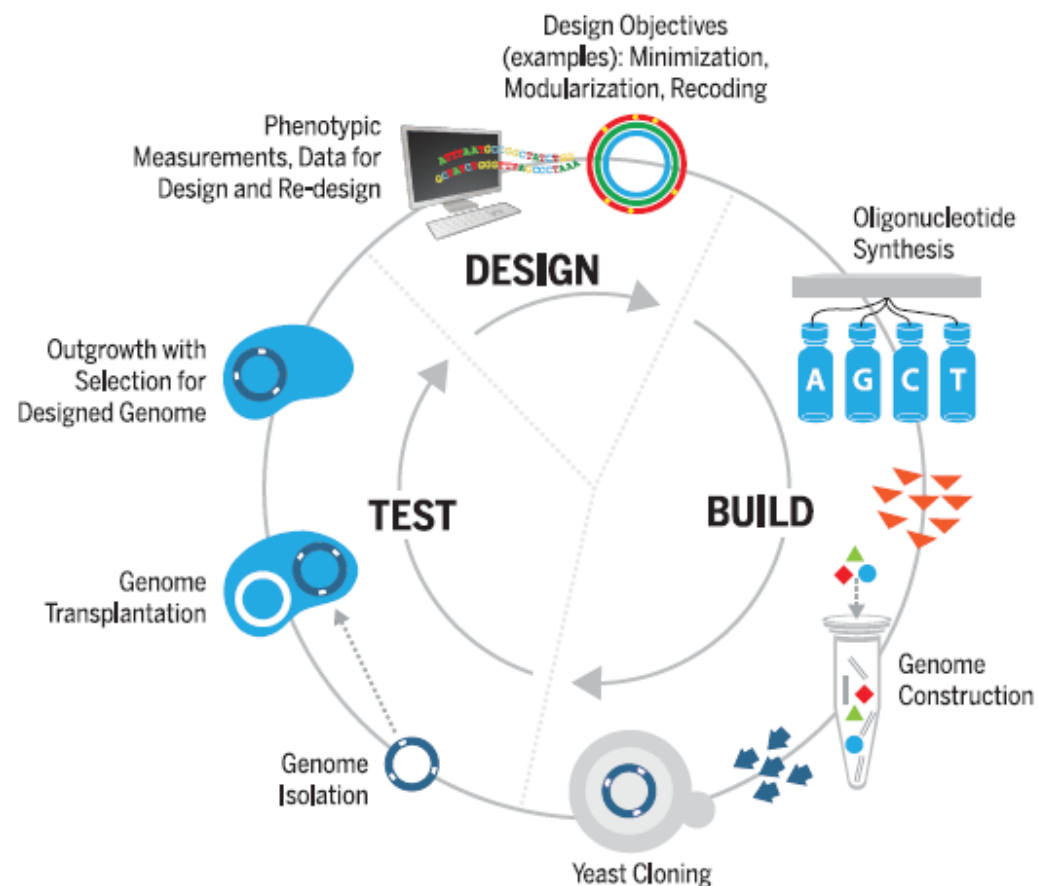 Design Objectives
(examples): Minimization,
Modularization, Recoding
Phenotypic
Measurements, Data for
Design and Re-design
Oligonucleotide
Synthesis
DESIGN
A G C T
Outgrowth with
Selection for
Designed Genome
TEST
BUILD
Genome
Transplantation
Genome
Construction
Genome
Isolation
Yeast Cloning